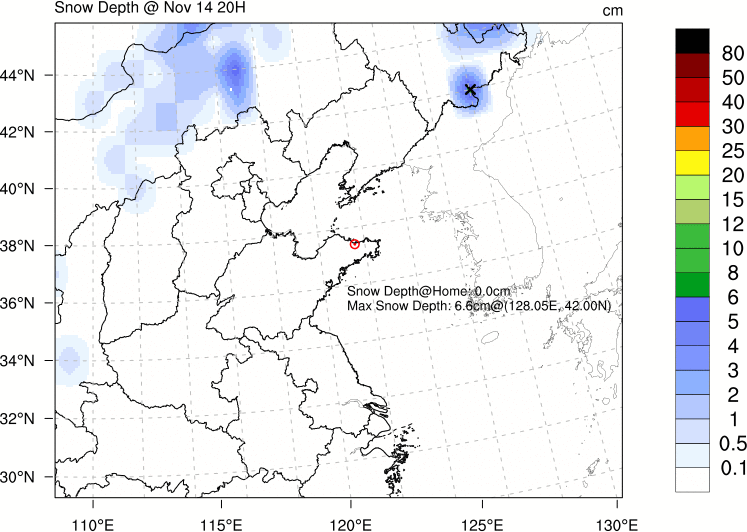 Snow Depth @ Nov 14 20H
cm
44°N
42°N
40°N
38°N
36°N
34°N
32°N
30°N
110°E
115°E
120°E
125°E
130°E
Snow Depth@Home: 0.0cm
Max Snow Depth: 6.6cm@(128.05E, 42.00N)
80
50
40
30
25
20
15
12
10
8
6
5
4
3
2
1
0.5
0.1